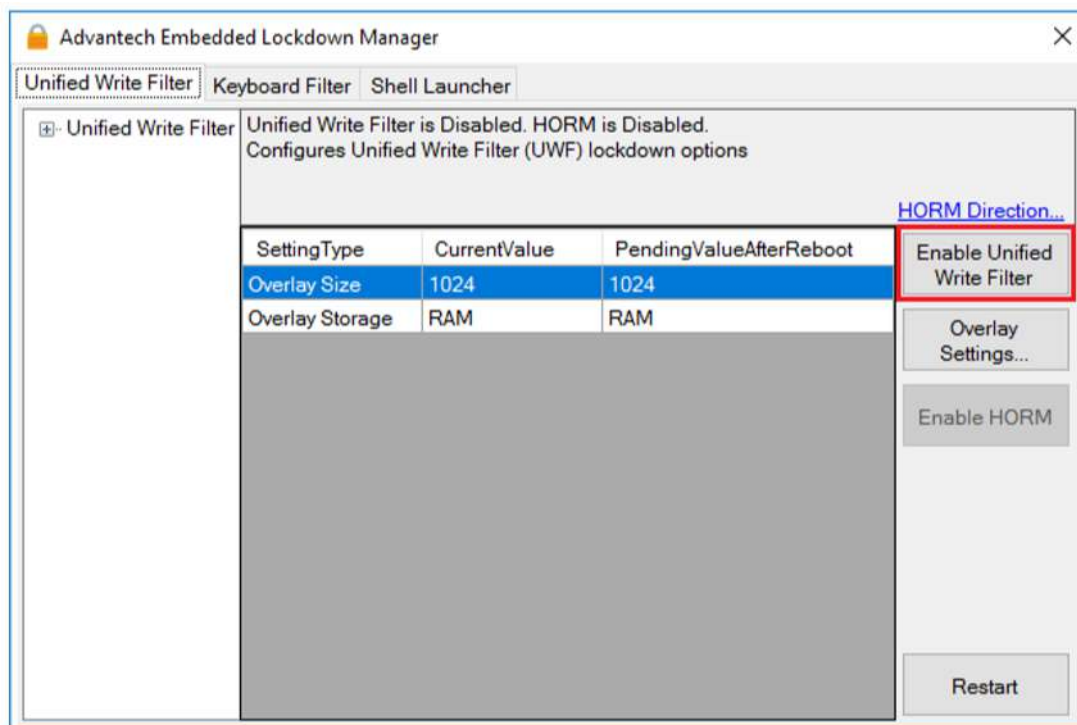 Advantech Embedded Lockdown Manager
Unified Write Filter Keyboard Filter Shell Launcher
Unified Write Filter
Unified Write Filter is Disabled. HORM is Disabled.
Configures Unified Write Filter (UWF) lockdown options
HORM Direction...
SettingType CurrentValue PendingValueAfterReboot
Overlay Size 1024 1024
Overlay Storage RAM RAM
Enable Unified
Write Filter
Overlay
Settings...
Enable HORM
Restart